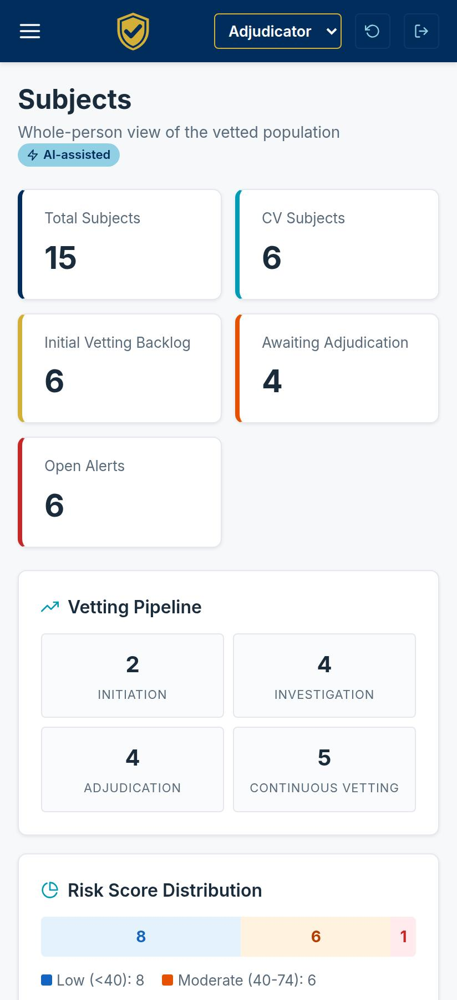 Adjudicator
Subjects
Whole-person view of the vetted population
AI-assisted
Total Subjects
15
CV Subjects
6
Initial Vetting Backlog
6
Awaiting Adjudication
4
Open Alerts
6
Vetting Pipeline
2
INITIATION
4
INVESTIGATION
4
ADJUDICATION
5
CONTINUOUS VETTING
Risk Score Distribution
8 6 1
Low (<40): 8 Moderate (40-74): 6